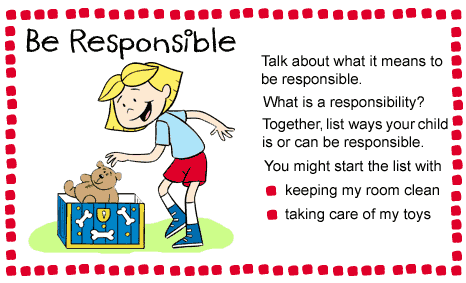 Be Responsible
Talk about what it means to
be responsible.
What is a responsibility?
Together, list ways your child
is or can be responsible.
You might start the list with
keeping my room clean
taking care of my toys